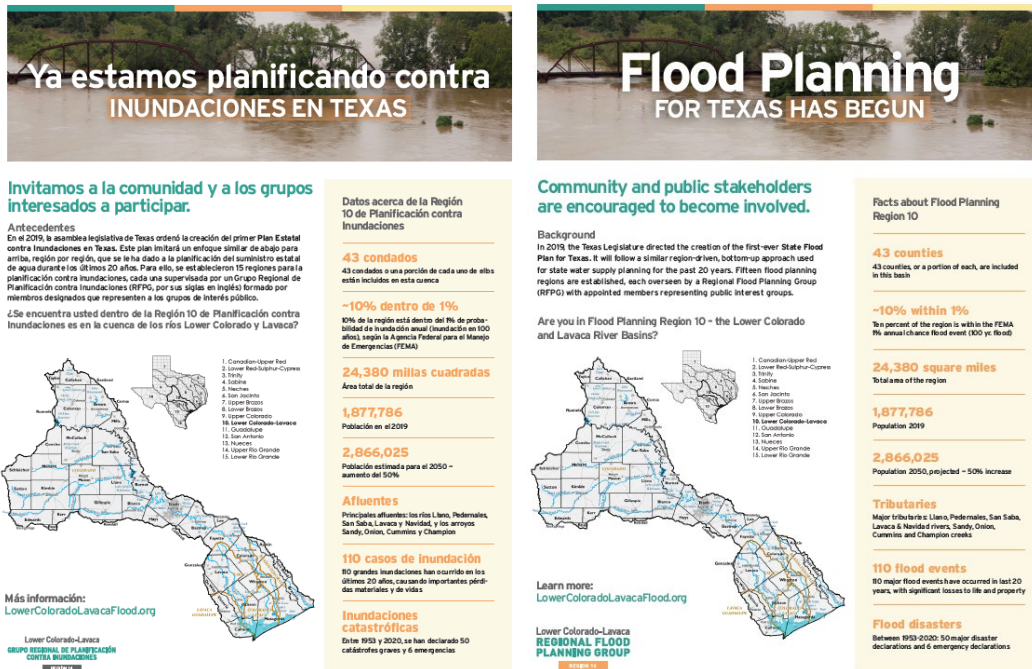 Ya estamos planificando contra
INUNDACIONES EN TEXAS
Invitamos a la comunidad y a los grupos
interesados a participar.
Antecedentes
En el 2019, la asamblea legislativa de Texas ordenó la creación del primer Plan Estatal
contra Inundaciones en Texas. Este plan imitará un enfoque similar de abajo para
arriba, región por región, que se le ha dado a la planificación del suministro estatal
de agua durante los últimos 20 años. Para ello, se establecieron 15 regiones para la
planificación contra inundaciones, cada una supervisada por un Grupo Regional de
Planificación contra Inundaciones (RFPG, por sus siglas en inglés) formado por
miembros designados que representen a los grupos de interés público.
¿Se encuentra usted dentro de la Región 10 de Planificación contra
Inundaciones es en la cuenca de los ríos Lower Colorado y Lavaca?
1. Canadian-Upper Red
2. Lower Red-Sulphur-Cypress
3. Trinity
4. Sabine
5. Neches
6. San Jacinto
7. Upper Brazos
8. Lower Brazos
9. Upper Colorado
10. Lower Colorado-Lavaca
11. Guadalupe
12. San Antonio
13. Nueces
14. Upper Rio Grande
15. Lower Rio Grande
Más información:
LowerColoradoLavacaFlood.org
Lower Colorado-Lavaca
GRUPO REGIONAL DE PLANIFICACIÓN
CONTRA INUNDACIONES
Datos acerca de la Región
10 de Planificación contra
Inundaciones
43 condados
43 condados o una porción de cada uno de ellos
están incluidos en esta cuenca
~10% dentro de 1%
10% de la región está dentro del 1% de proba-
bilidad de inundación anual (inundación en 100
años), según la Agencia Federal para el Manejo
de Emergencias (FEMA)
24,380 millas cuadradas
Área total de la región
1,877,786
Población en el 2019
2,866,025
Población estimada para el 2050 –
aumento del 50%
Afluentes
Principales afluentes: los ríos Llano, Pedernales,
San Saba, Lavaca y Navidad, y los arroyos
Sandy, Onion, Cummins y Champion
110 casos de inundación
110 grandes inundaciones han ocurrido en los
últimos 20 años, causando importantes pérdi-
das materiales y de vidas
Inundaciones
catastróficas
Entre 1953 y 2020, se han declarado 50
catástrofes graves y 6 emergencias
Flood Planning
FOR TEXAS HAS BEGUN
Community and public stakeholders
are encouraged to become involved.
Background
In 2019, the Texas Legislature directed the creation of the first-ever State Flood
Plan for Texas. It will follow a similar region-driven, bottom-up approach used
for state water supply planning for the past 20 years. Fifteen flood planning
regions are established, each overseen by a Regional Flood Planning Group
(RFPG) with appointed members representing public interest groups.
Are you in Flood Planning Region 10 – the Lower Colorado
and Lavaca River Basins?
1. Canadian-Upper Red
2. Lower Red-Sulphur-Cypress
3. Trinity
4. Sabine
5. Neches
6. San Jacinto
7. Upper Brazos
8. Lower Brazos
9. Upper Colorado
10. Lower Colorado-Lavaca
11. Guadalupe
12. San Antonio
13. Nueces
14. Upper Rio Grande
15. Lower Rio Grande
Learn more:
LowerColoradoLavacaFlood.org
Lower Colorado-Lavaca
REGIONAL FLOOD
PLANNING GROUP
REGION 10
Facts about Flood Planning
Region 10
43 counties
43 counties, or a portion of each, are included
in this basin
~10% within 1%
Ten percent of the region is within the FEMA
1% annual chance flood event (100 yr. flood)
24,380 square miles
Total area of the region
1,877,786
Population 2019
2,866,025
Population 2050, projected – 50% increase
Tributaries
Major tributaries: Llano, Pedernales, San Saba,
Lavaca & Navidad rivers, Sandy, Onion,
Cummins and Champion creeks
110 flood events
110 major flood events have occurred in last 20
years, with significant losses to life and property
Flood disasters
Between 1953-2020: 50 major disaster
declarations and 6 emergency declarations